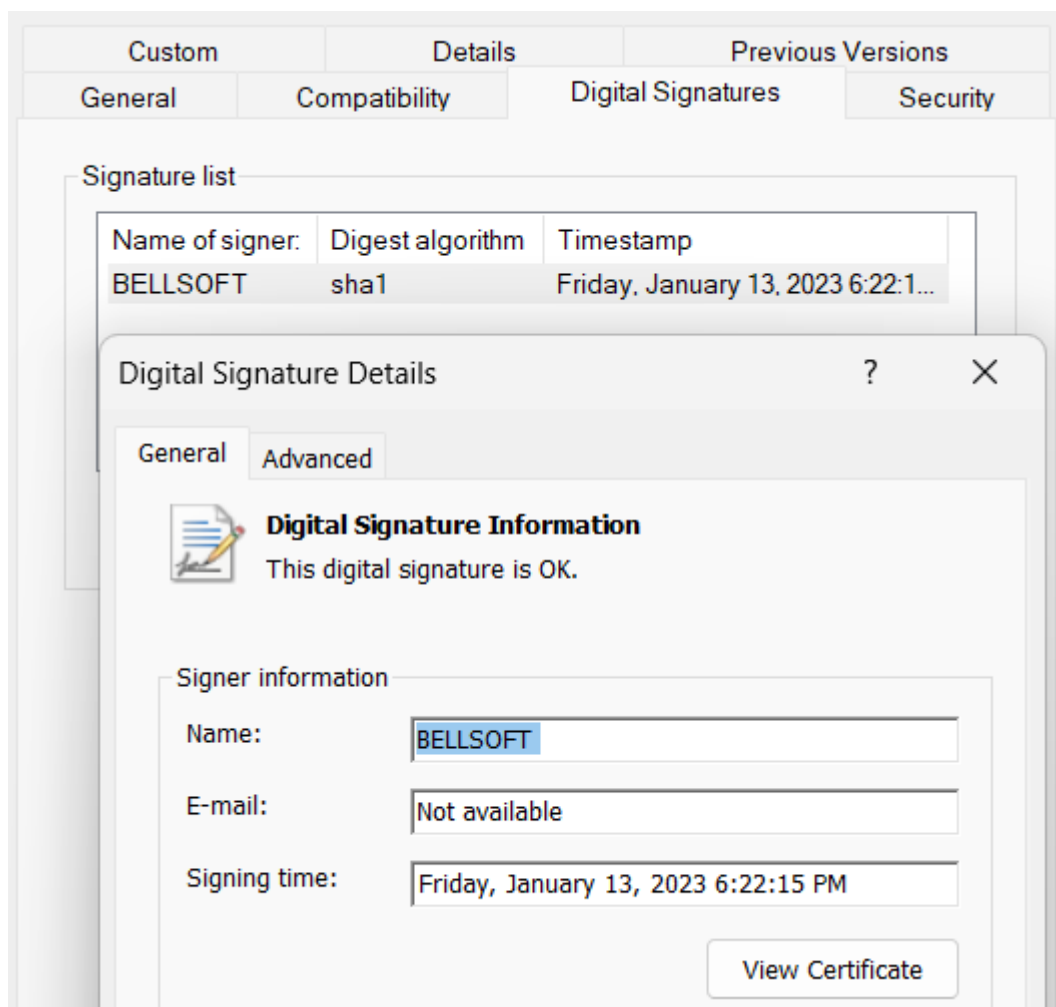 Custom Details Previous Versions
General Compatibility Digital Signatures Security
Signature list
Name of signer: Digest algorithm Timestamp
BELLSOFT sha1 Friday, January 13, 2023 6:22:1...
Digital Signature Details ?
General Advanced
Digital Signature Information
This digital signature is OK.
Signer information
Name: BELLSOFT
E-mail: Not available
Signing time: Friday, January 13, 2023 6:22:15 PM
View Certificate